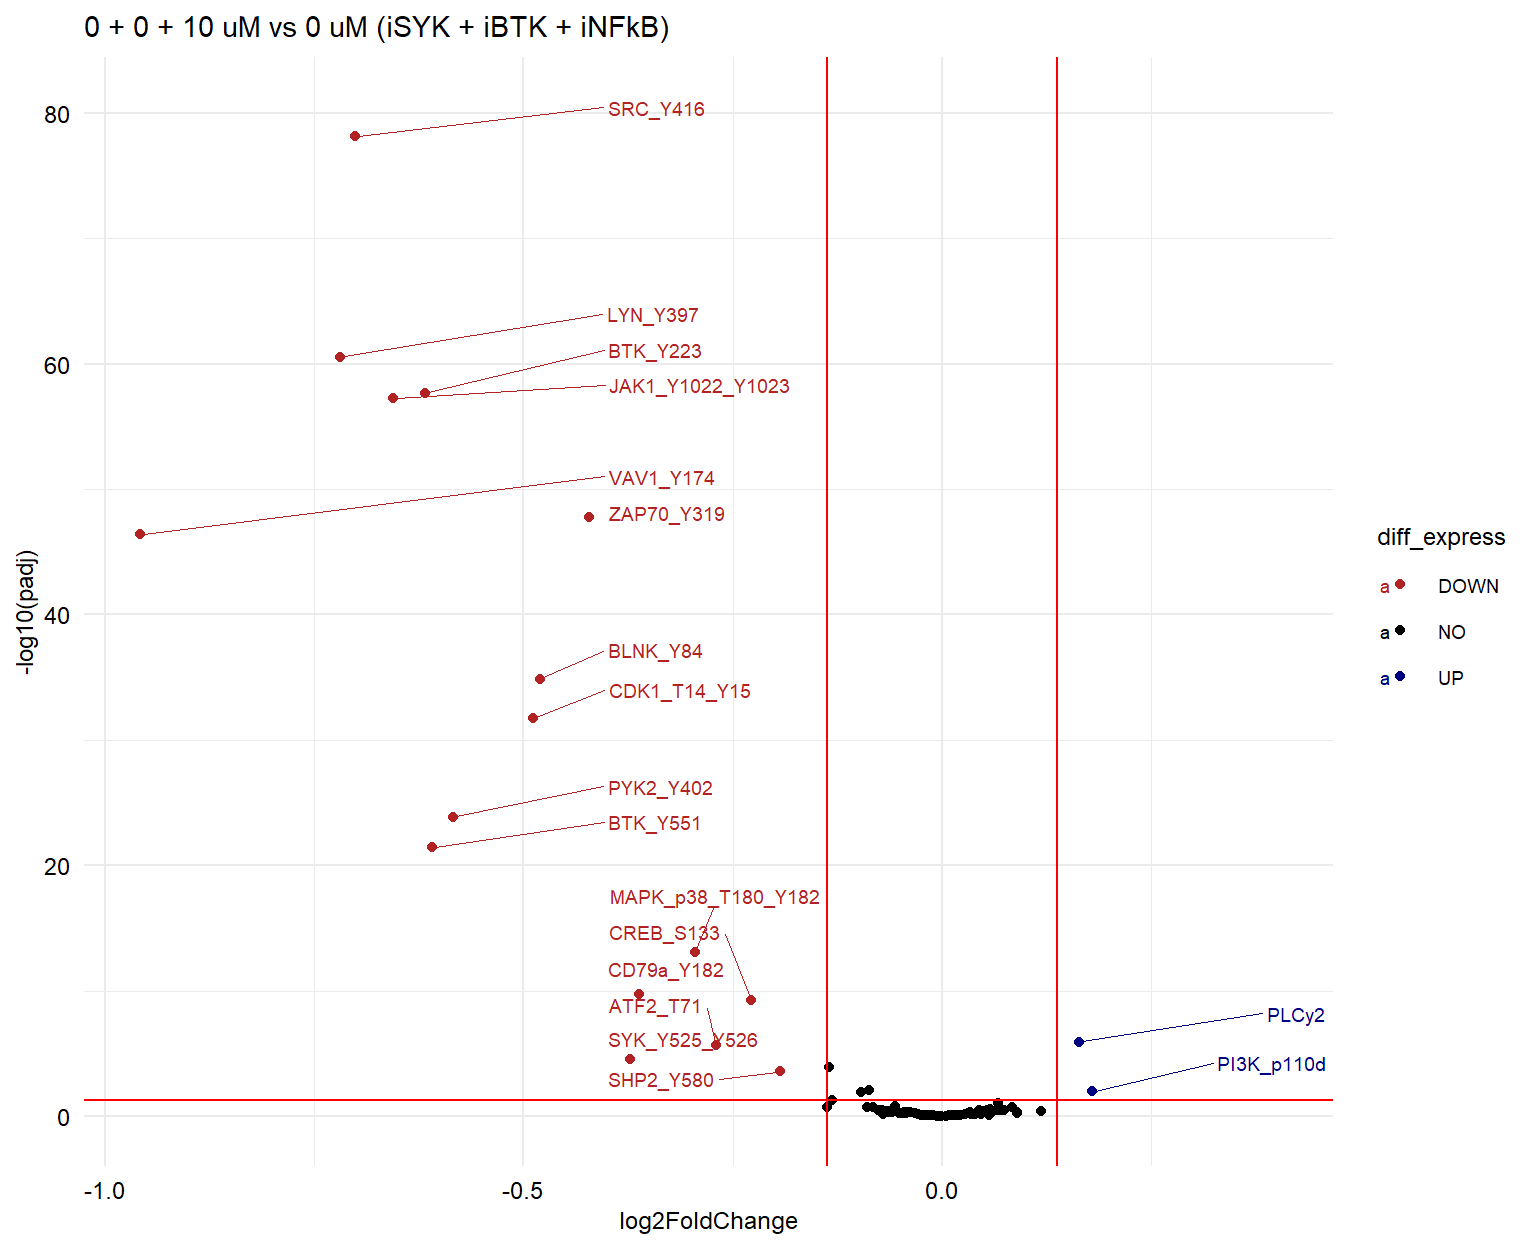 0 + 0 + 10 uM vs 0 uM (iSYK + iBTK + iNFkB)
80
60
40
20
0
-log10(padj)
SRC_Y416
LYN_Y397
BTK_Y223
JAK1_Y1022_Y1023
VAV1_Y174
ZAP70_Y319
BLNK_Y84
CDK1_T14_Y15
PYK2_Y402
BTK_Y551
MAPK_p38_T180_Y182
CREB_S133
CD79a_Y182
ATF2_T71
SYK_Y525_Y526
SHP2_Y580
PLCy2
PI3K_p110d
-1.0
-0.5
0.0
log2FoldChange
diff_express
a DOWN
a NO
a UP